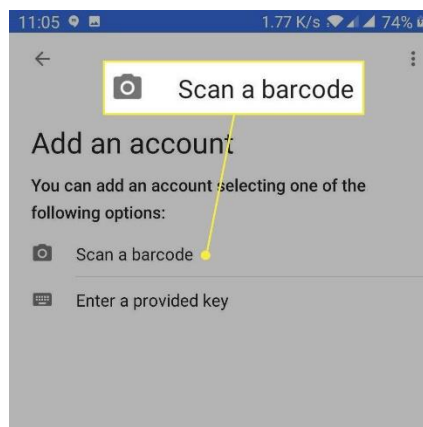 11:05 1.77 K/s 74%
Scan a barcode
Add an account
You can add an account selecting one of the
following options:
Scan a barcode
Enter a provided key